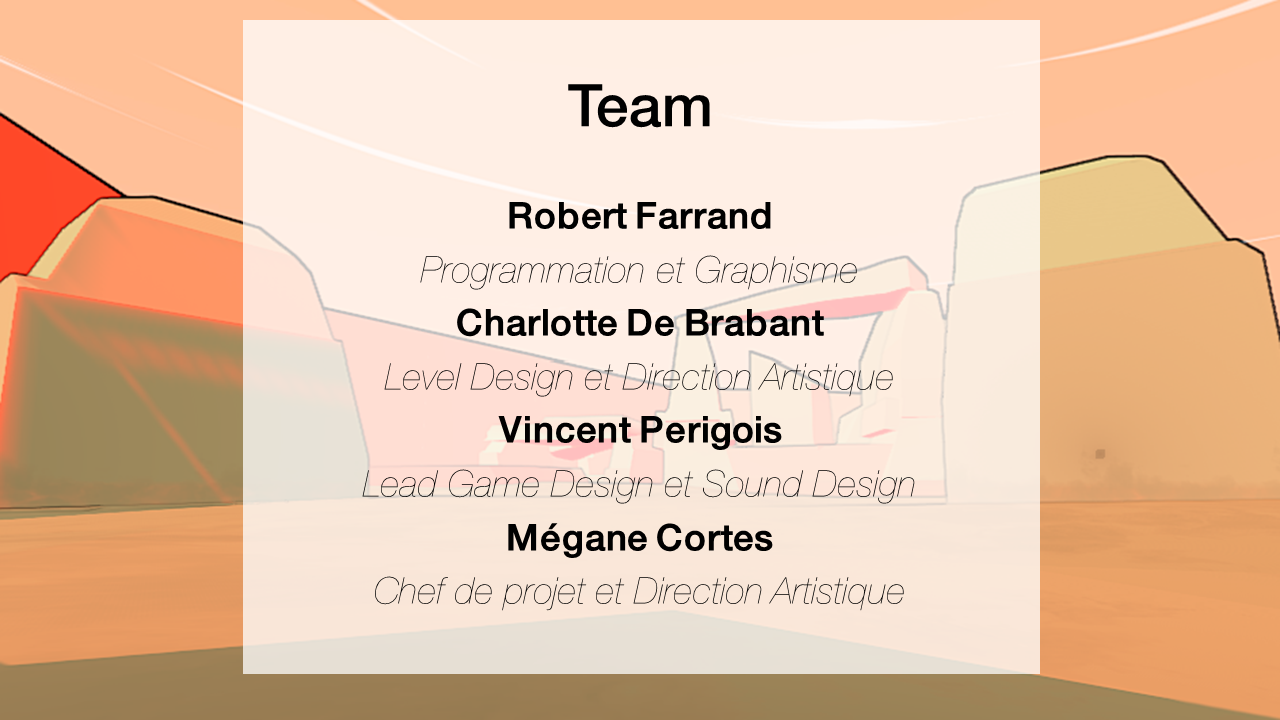 Team
Robert Farrand
Programmation et Graphisme
Charlotte De Brabant
Level Design et Direction Artistique
Vincent Perigois
Lead Game Design et Sound Design
Mégane Cortes
Chef de projet et Direction Artistique